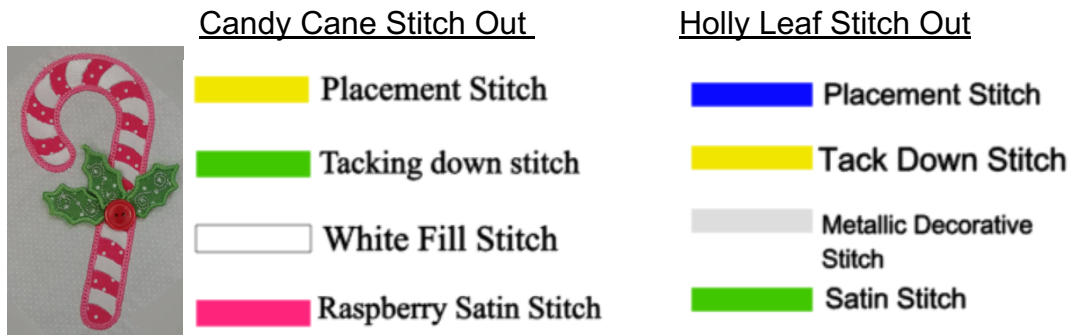 Candy Cane Stitch Out
Placement Stitch
Tacking down stitch
White Fill Stitch
Raspberry Satin Stitch
Holly Leaf Stitch Out
Placement Stitch
Tack Down Stitch
Metallic Decorative
Stitch
Satin Stitch